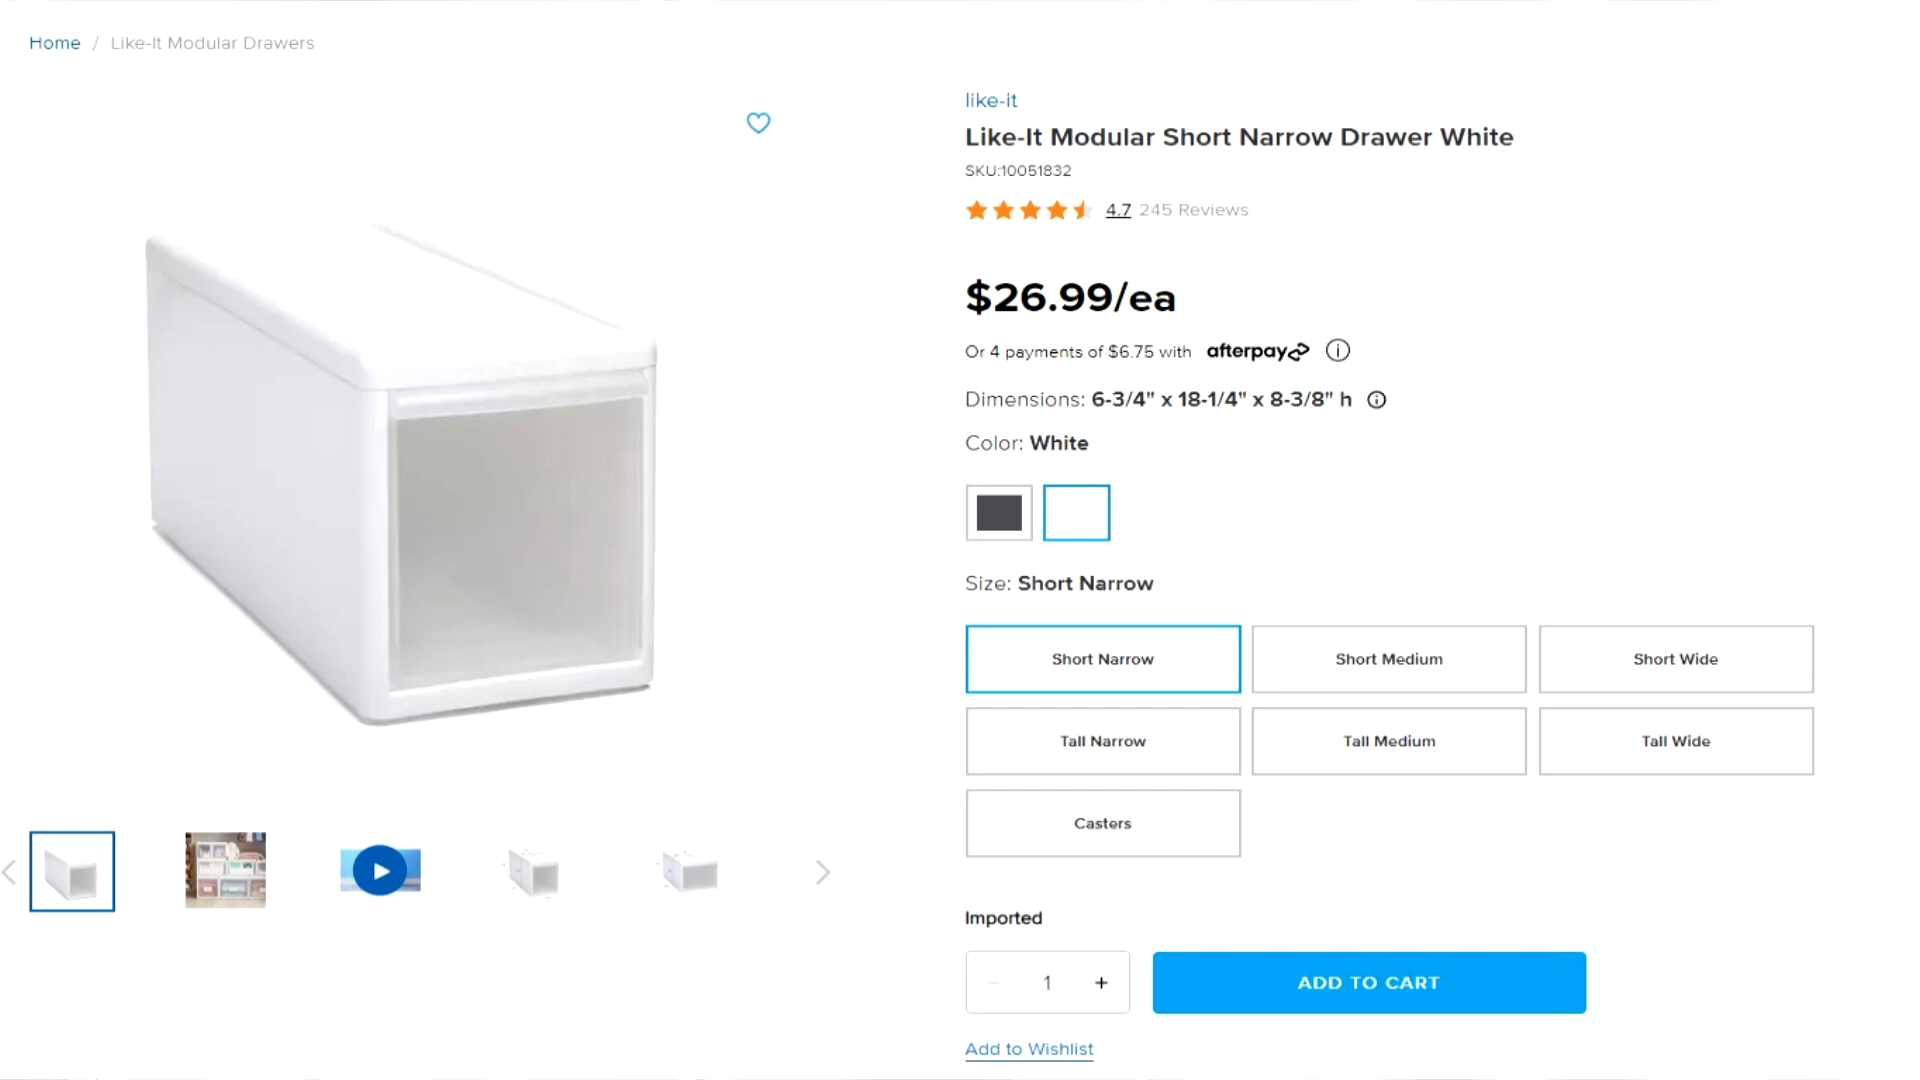 Home / Like-It Modular Drawers
like-it
Like-It Modular Short Narrow Drawer White
SKU:10051832
4.7 245 Reviews
$26.99/ea
Or 4 payments of $6.75 with afterpay
Dimensions: 6-3/4" x 18-1/4" x 8-3/8" h
Color: White
Size: Short Narrow
Short Narrow
Short Medium
Short Wide
Tall Narrow
Tall Medium
Tall Wide
Casters
Imported
− 1 +
ADD TO CART
Add to Wishlist